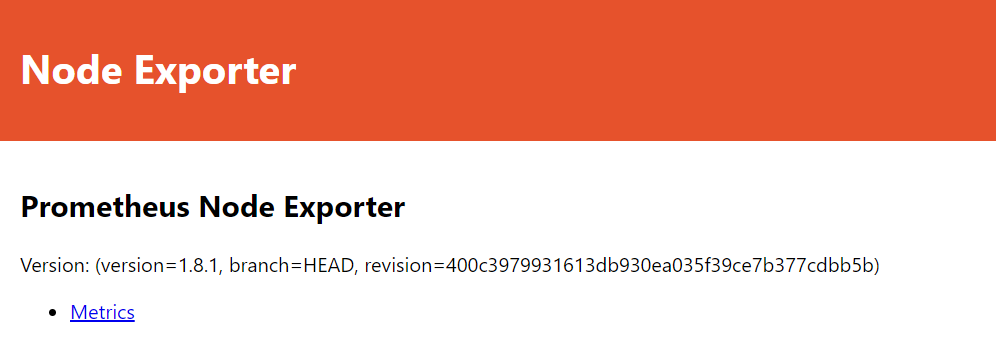 Node Exporter
Prometheus Node Exporter
Version: (version=1.8.1, branch=HEAD, revision=400c3979931613db930ea035f39ce7b377cdbb5b)
Metrics